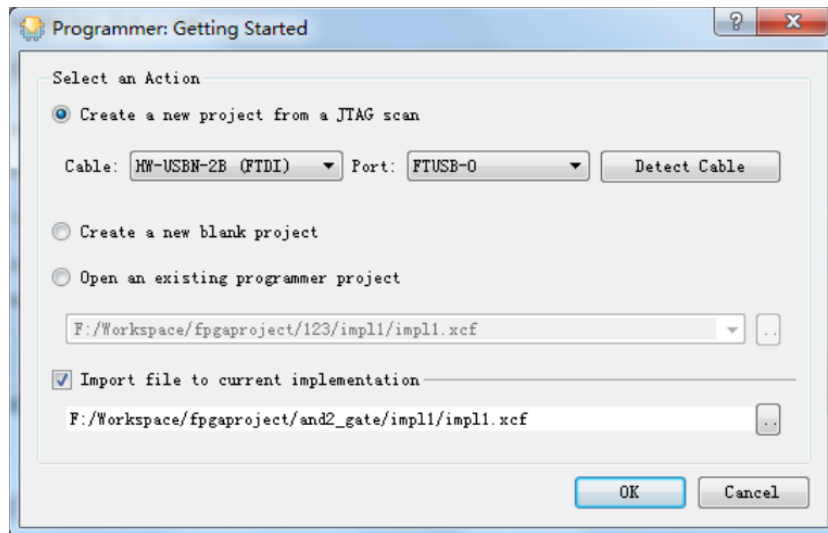 Programmer: Getting Started
Select an Action
Create a new project from a JTAG scan
Cable: HW-USBN-2B (FTDI) Port: FTUSB-0 Detect Cable
Create a new blank project
Open an existing programmer project
F:/Workspace/fpgaproject/123/impl1/impl1.xcf ..
Import file to current implementation
F:/Workspace/fpgaproject/and2_gate/impl1/impl1.xcf ..
OK Cancel